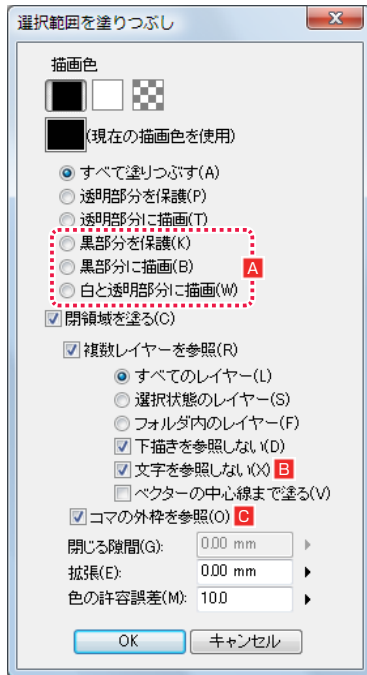 選択範囲を塗りつぶし
描画色
(現在の描画色を使用)
すべて塗りつぶす(A)
透明部分を保護(P)
透明部分に描画(T)
黒部分を保護(K)
黒部分に描画(B)
A
白と透明部分に描画(W)
閉領域を塗る(C)
複数レイヤーを参照(R)
すべてのレイヤー(L)
選択状態のレイヤー(S)
フォルダ内のレイヤー(F)
下描きを参照しない(D)
文字を参照しない(X) B
ベクターの中心線まで塗る(V)
コマの外枠を参照(O) C
閉じる隙間(G): 0.00 mm
拡張(E): 0.00 mm
色の許容誤差(M): 10.0
OK キャンセル